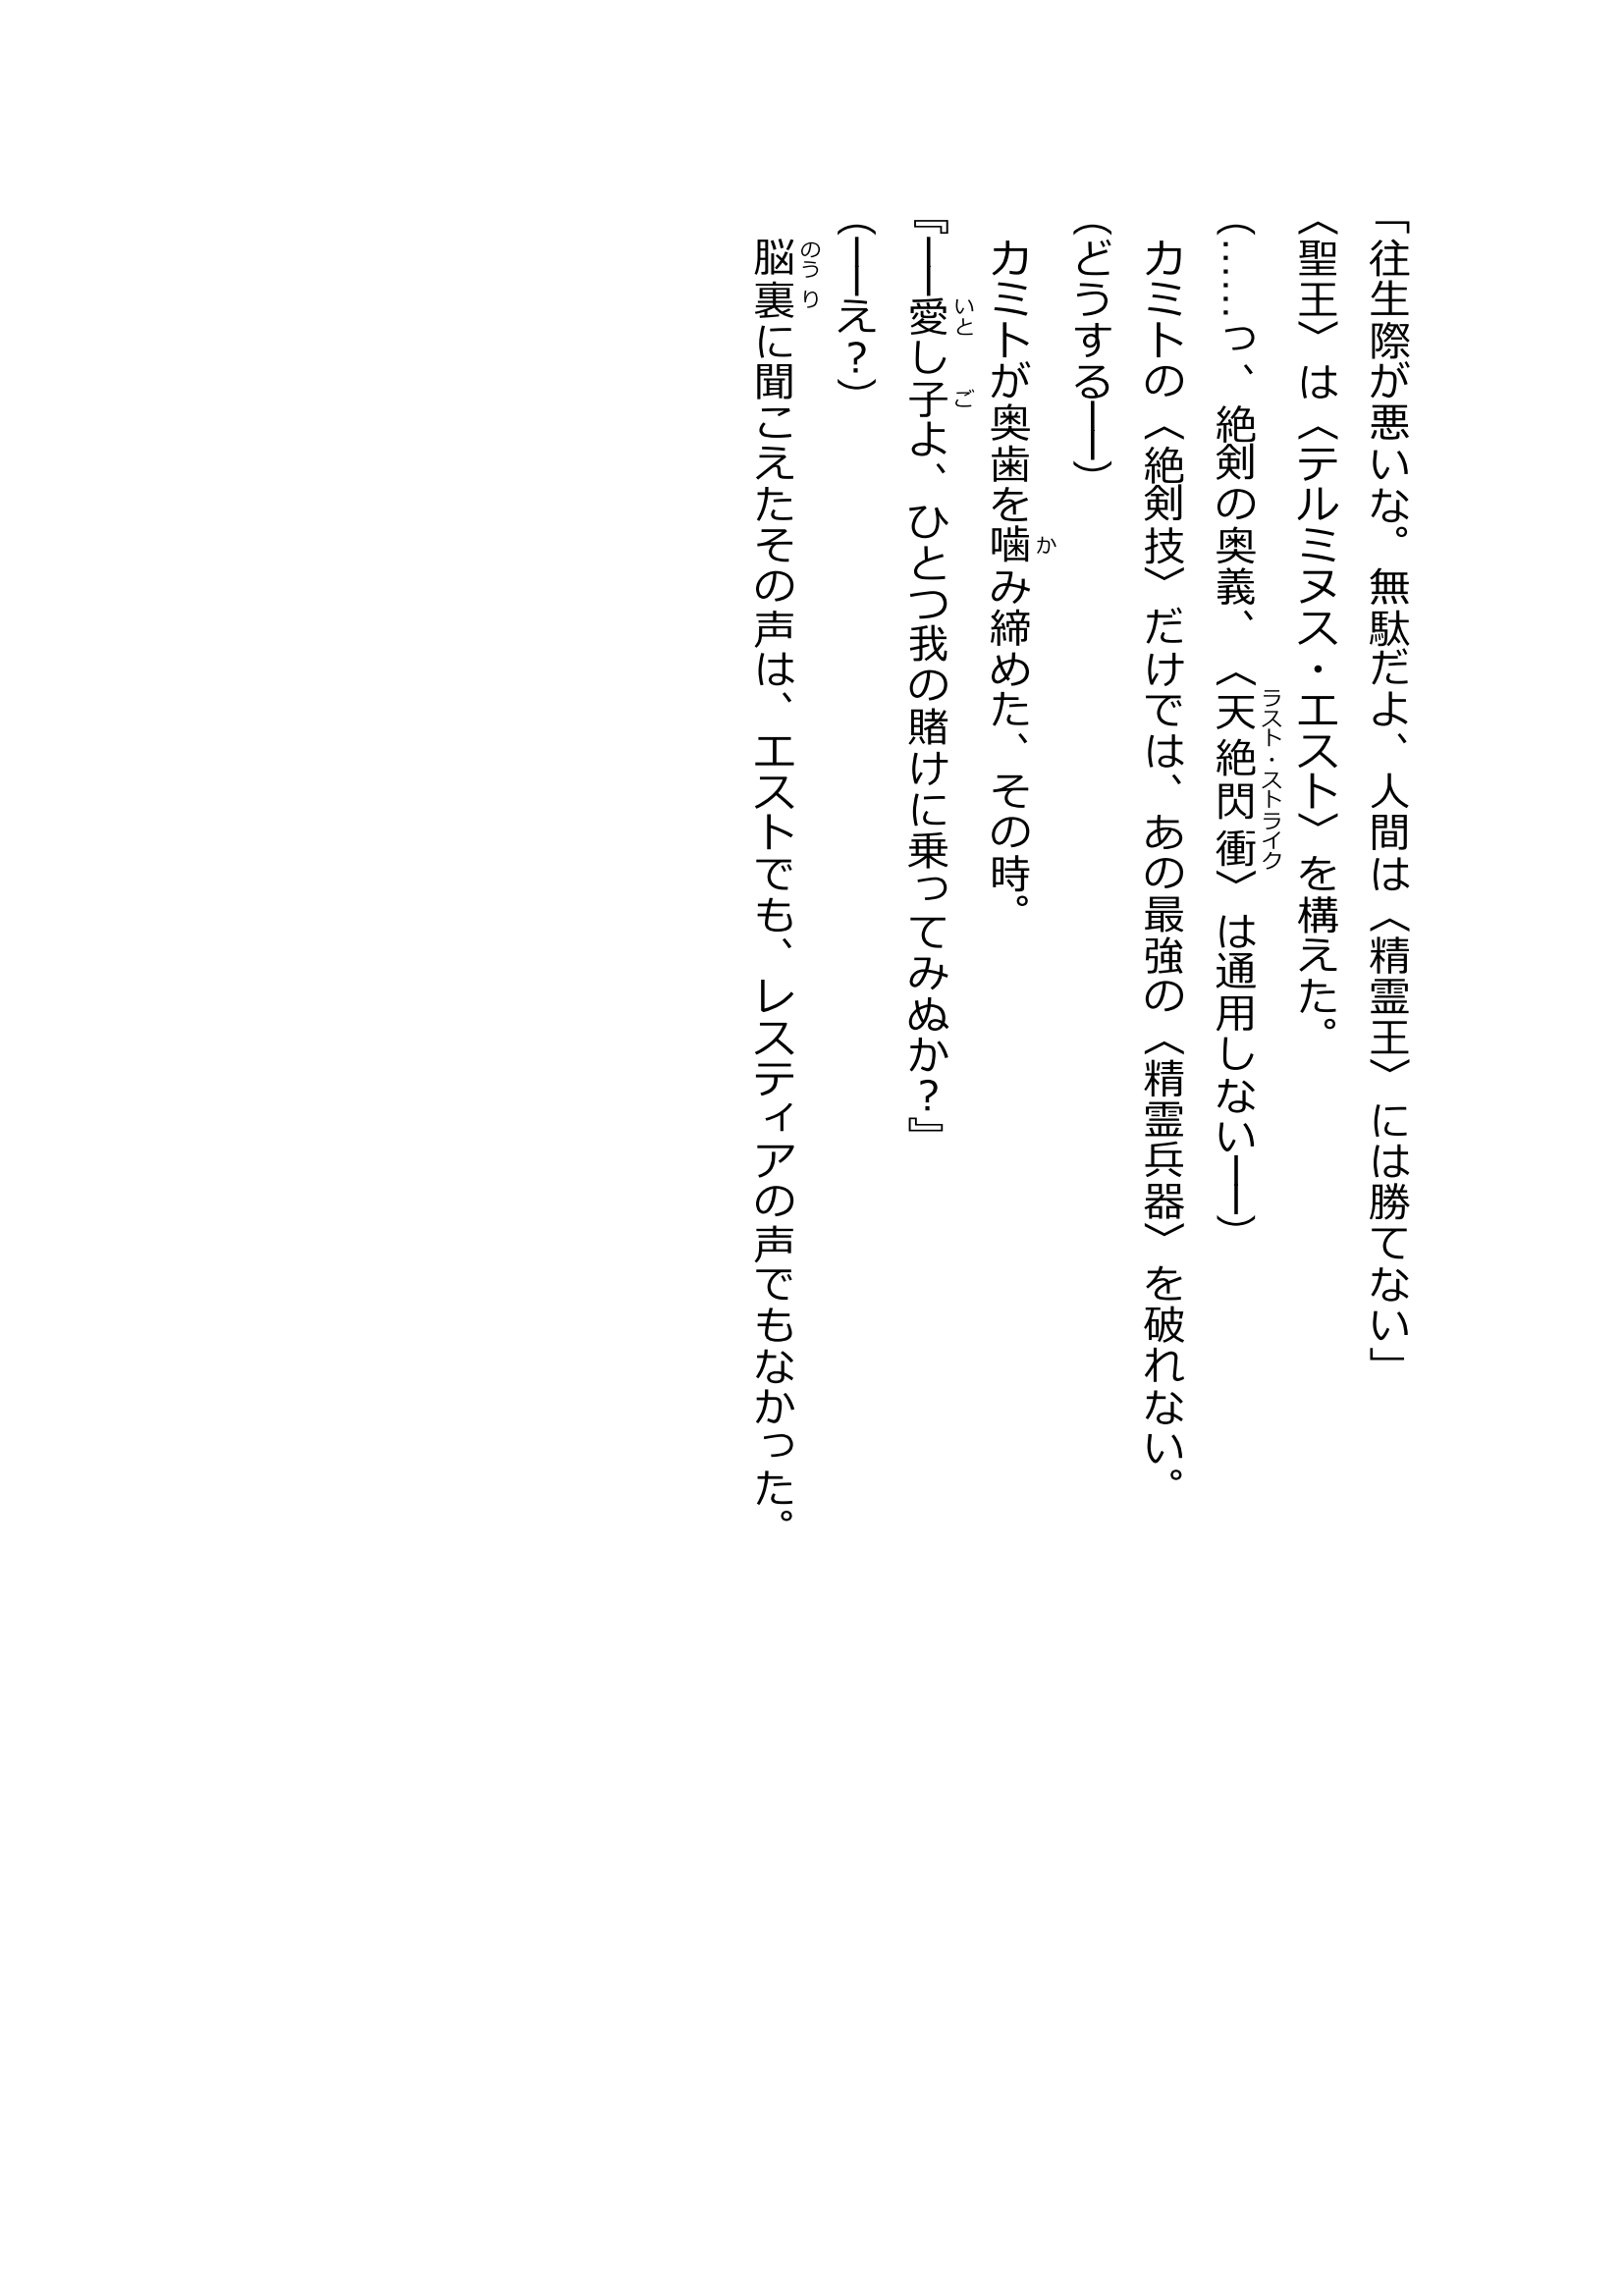 「往生際が悪いな。無駄だよ、人間は〈精霊王〉には勝てない」
〈聖王〉は〈テルミヌス・エスト〉を構えた。
（……っ、絶剣の奥義、〈天絶閃衝〉は通用しない――）
ラスト・ストライク
　カミトの〈絶剣技〉だけでは、あの最強の〈精霊兵器〉を破れない。
（どうする――）
　カミトが奥歯を噛み締めた、その時。
か
『――愛し子よ、ひとつ我の賭けに乗ってみぬか？』
いと　ご
（――え？）
　脳裏に聞こえたその声は、エストでも、レスティアの声でもなかった。
のうり